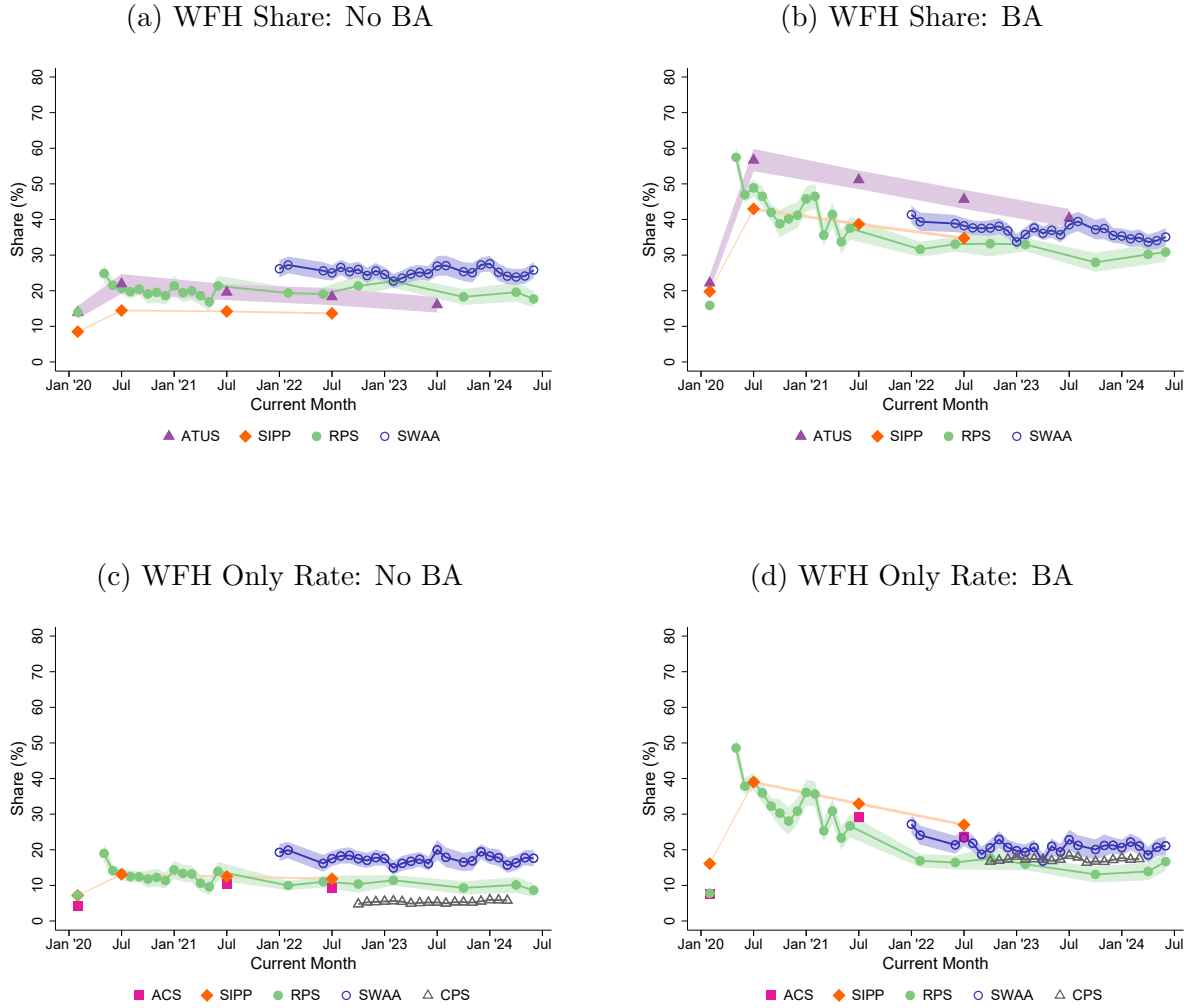 (a) WFH Share: No BA
Share (%)
80
70
60
50
40
30
20
10
0
Jan '20 Jul Jan '21 Jul Jan '22 Jul Jan '23 Jul Jan '24 Jul
Current Month
ATUS SIPP RPS SWAA
(b) WFH Share: BA
Share (%)
80
70
60
50
40
30
20
10
0
Jan '20 Jul Jan '21 Jul Jan '22 Jul Jan '23 Jul Jan '24 Jul
Current Month
ATUS SIPP RPS SWAA
(c) WFH Only Rate: No BA
Share (%)
80
70
60
50
40
30
20
10
0
Jan '20 Jul Jan '21 Jul Jan '22 Jul Jan '23 Jul Jan '24 Jul
Current Month
ACS SIPP RPS SWAA CPS
(d) WFH Only Rate: BA
Share (%)
80
70
60
50
40
30
20
10
0
Jan '20 Jul Jan '21 Jul Jan '22 Jul Jan '23 Jul Jan '24 Jul
Current Month
ACS SIPP RPS SWAA CPS